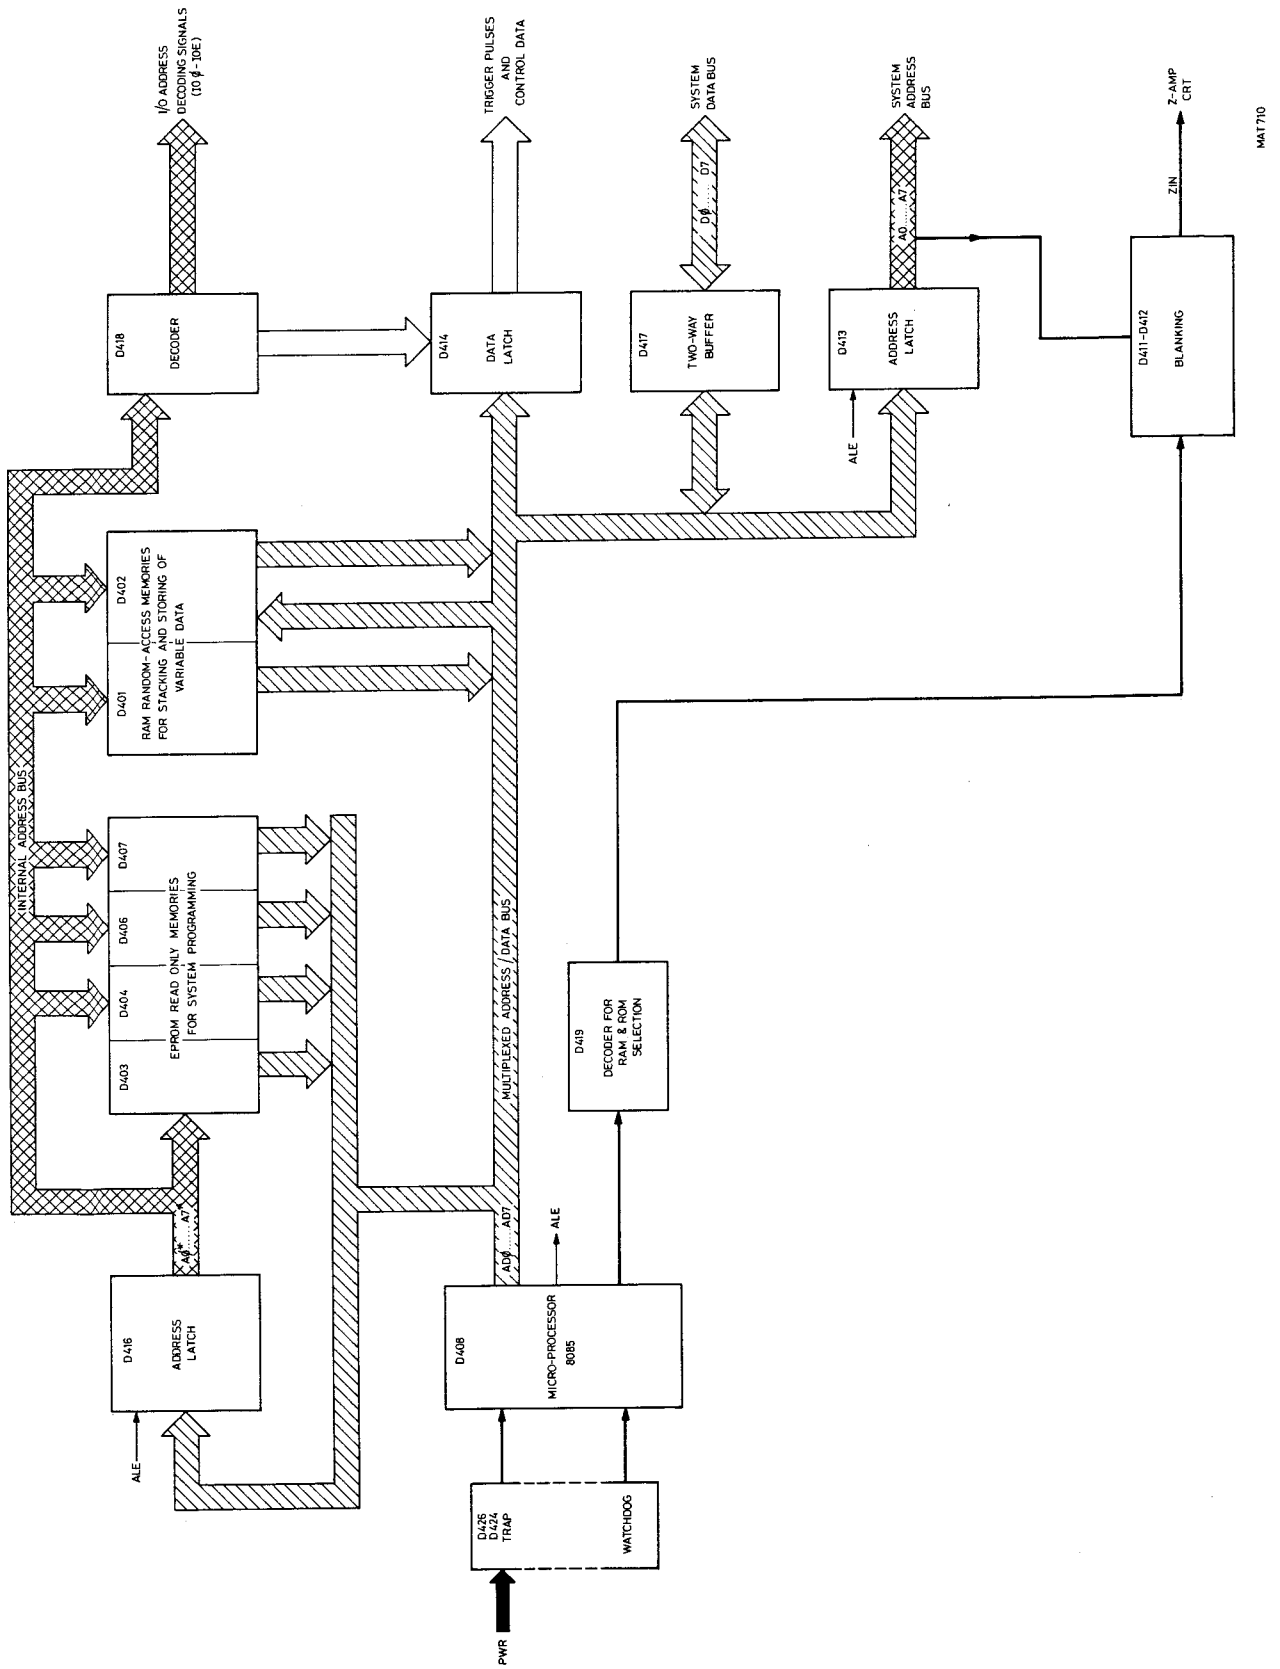 I/O ADDRESS
DECODING SIGNALS
(IO ∅ - IOE)
TRIGGER PULSES
AND
CONTROL DATA
SYSTEM
DATA BUS
SYSTEM
ADDRESS
BUS
Z-AMP
CRT
MAT 710
D418
DECODER
D414
DATA
LATCH
D417
TWO-WAY
BUFFER
D∅......D7
D413
ADDRESS
LATCH
A0......A7
ALE
D411-D412
BLANKING
ZIN
INTERNAL ADDRESS BUS
D401
D402
RAM RANDOM-ACCESS MEMORIES
FOR STACKING AND STORING OF
VARIABLE DATA
D403
D404
D406
D407
EPROM READ ONLY MEMORIES
FOR SYSTEM PROGRAMMING
MULTIPLEXED ADDRESS / DATA BUS
D419
DECODER FOR
RAM & ROM
SELECTION
D416
ADDRESS
LATCH
A∅*......A7*
ALE
D408
MICRO-PROCESSOR
8085
AD∅......AD7
ALE
D426
D424
TRAP
WATCHDOG
PWR